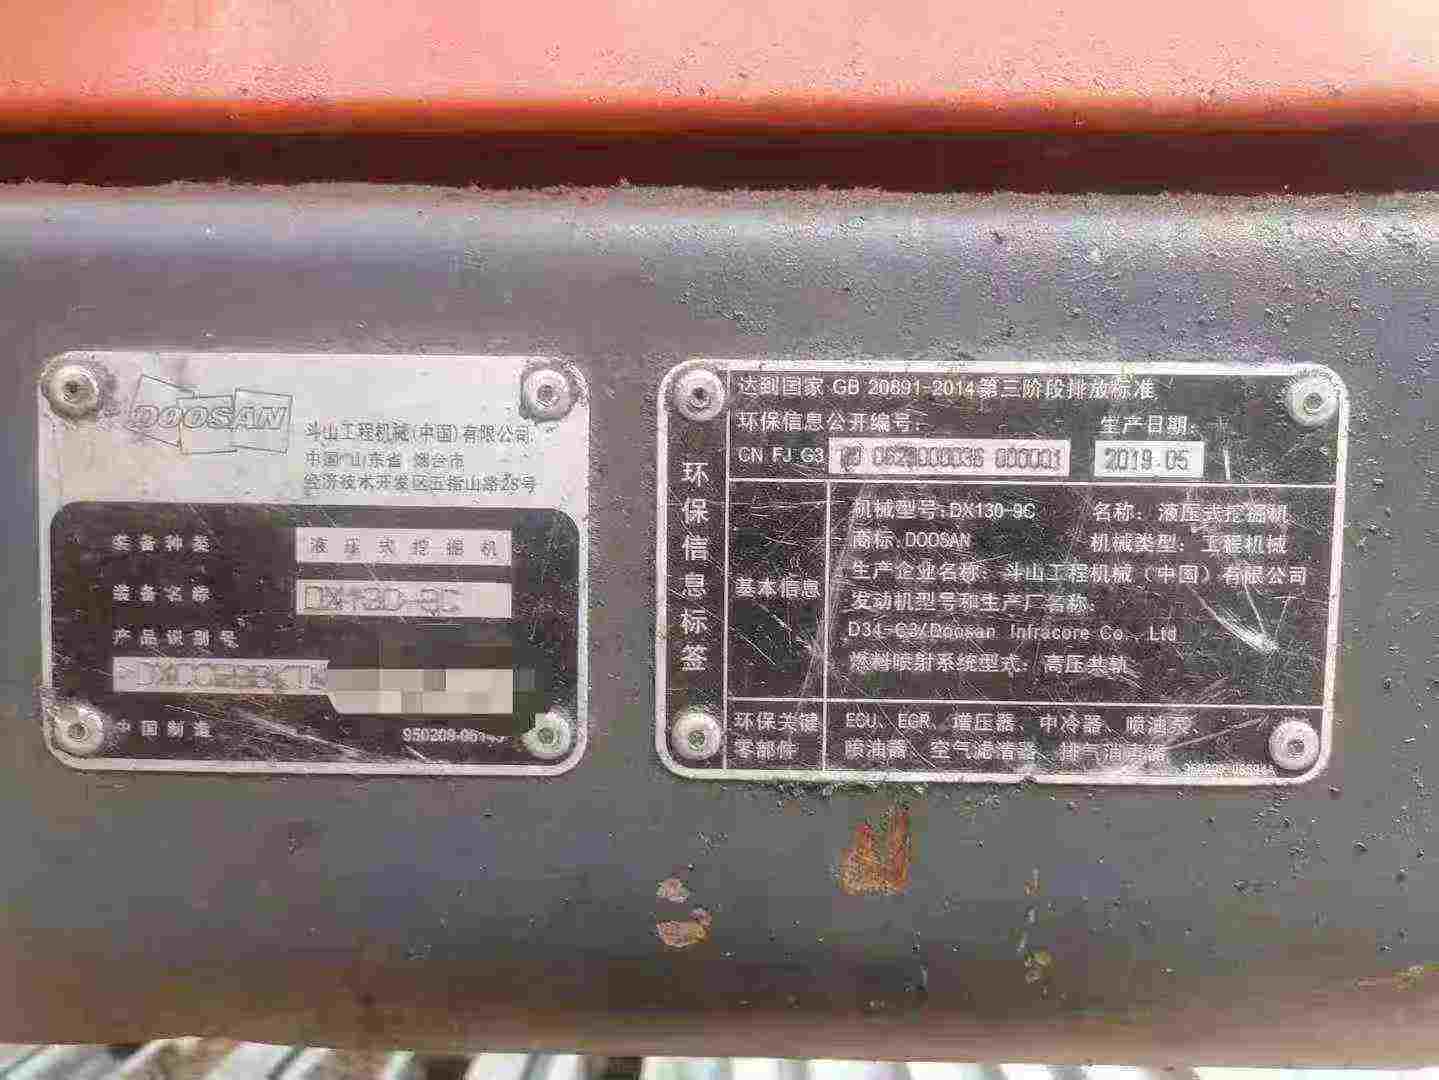 DOOSAN
斗山工程机械(中国)有限公司
中国 山东省 烟台市
经济技术开发区五指山路28号
装备种类 液压式挖掘机
装备名称 DX130-9C
产品识别号
中国制造
达到国家 GB 20891-2014第三阶段排放标准
环保信息公开编号: 生产日期:
CN FJ G3 000001 2019.05
环保信息标签
基本信息
机械型号: DX130-9C 名称: 液压式挖掘机
商标: DOOSAN 机械类型: 工程机械
生产企业名称: 斗山工程机械（中国）有限公司
发动机型号和生产厂名称:
D34-C2/Doosan Infracore Co., Ltd
燃料喷射系统型式: 高压共轨
环保关键零部件
ECU、EGR、增压器、中冷器、喷油泵、
喷油器、空气滤清器、排气消声器